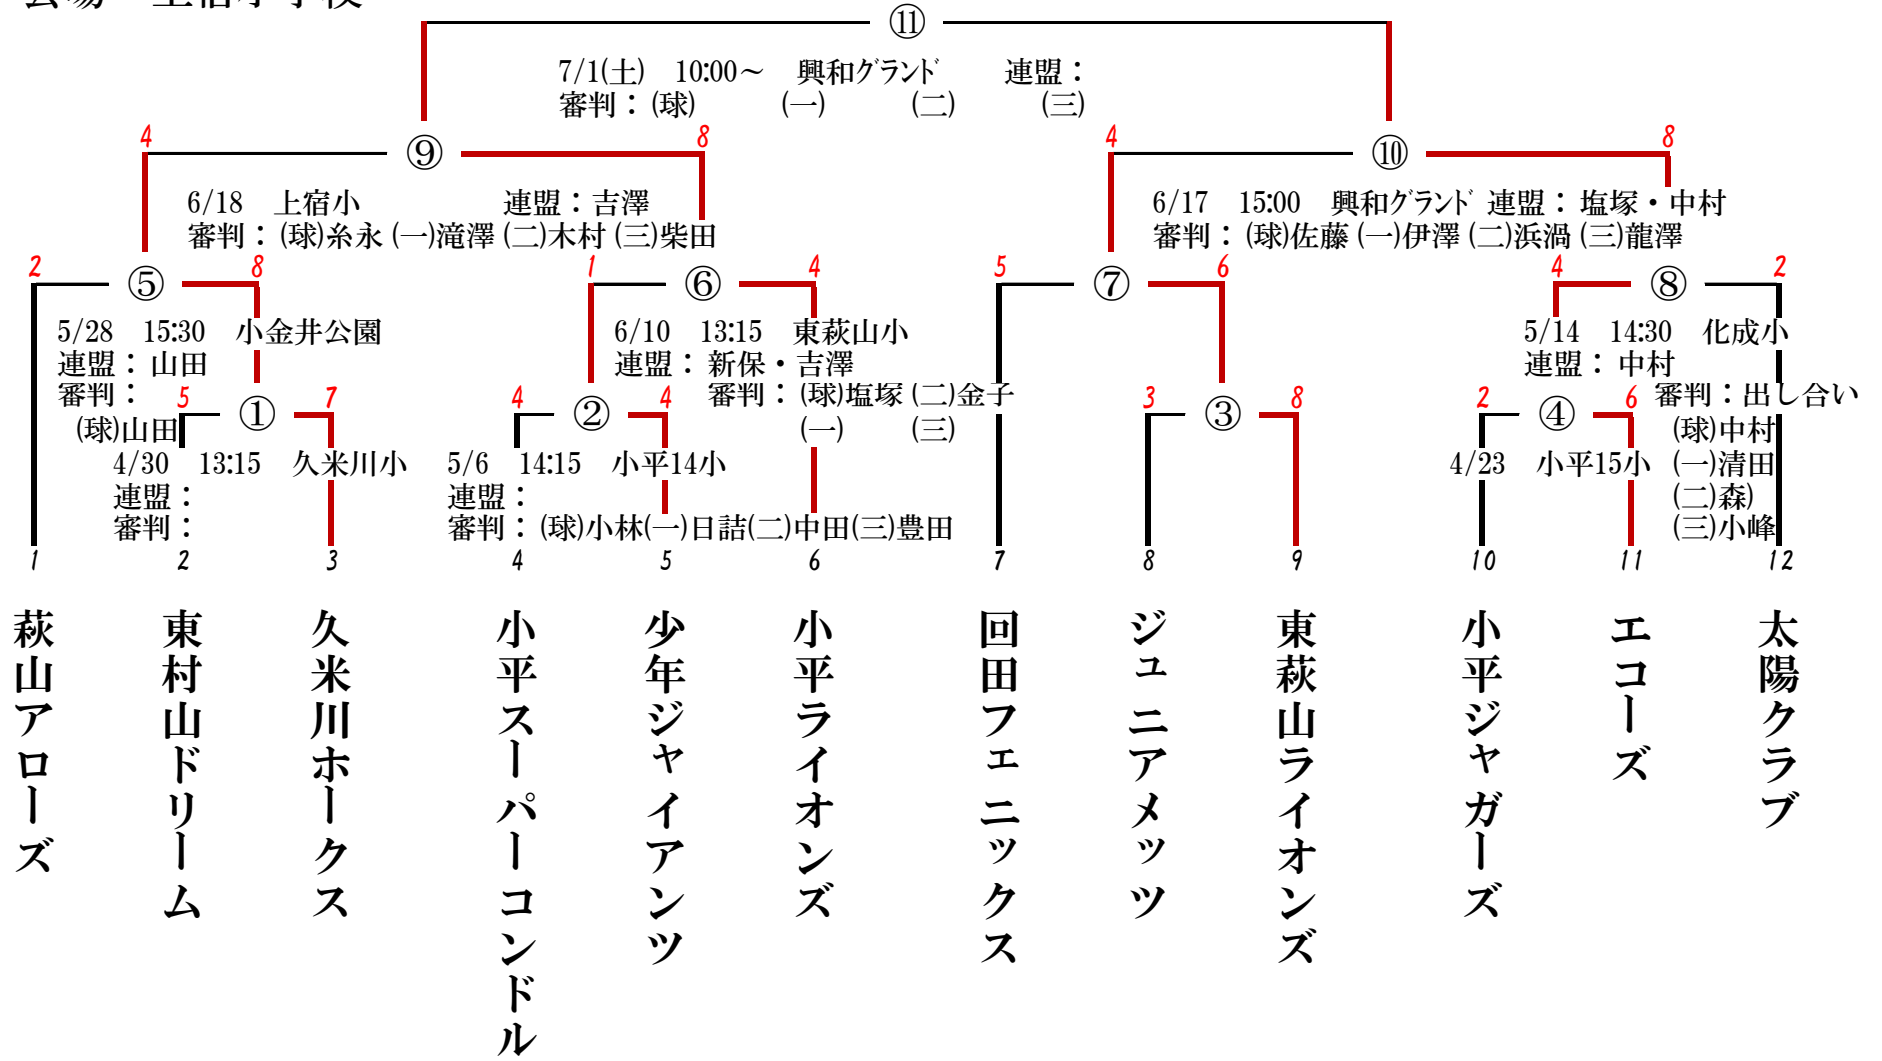 ⑪
7/1(土) 10:00～ 興和グランド 連盟：
審判：(球) (一) (二) (三)
4 ⑨ 8
4 ⑩ 8
6/18 上宿小 連盟：吉澤
審判：(球)糸永 (一)滝澤 (二)木村 (三)柴田
6/17 15:00 興和グランド 連盟：塩塚・中村
審判：(球)佐藤 (一)伊澤 (二)浜渦 (三)龍澤
2 ⑤ 8
1 ⑥ 4
5 ⑦ 6
4 ⑧ 2
5/28 15:30 小金井公園
連盟：山田
審判：
(球)山田
6/10 13:15 東萩山小
連盟：新保・吉澤
審判：(球)塩塚 (二)金子
(一) (三)
5/14 14:30 化成小
連盟：中村
審判：出し合い
(球)中村
(一)清田
(二)森)
(三)小峰
5 ① 7
4 ② 4
3 ③ 8
2 ④ 6
4/30 13:15 久米川小
連盟：
審判：
5/6 14:15 小平14小
連盟：
審判：(球)小林(一)日詰(二)中田(三)豊田
4/23 小平15小
1 2 3 4 5 6 7 8 9 10 11 12
萩山アローズ
東村山ドリーム
久米川ホークス
小平スーパーコンドル
少年ジャイアンツ
小平ライオンズ
回田フェニックス
ジュニアメッツ
東萩山ライオンズ
小平ジャガーズ
エコーズ
太陽クラブ